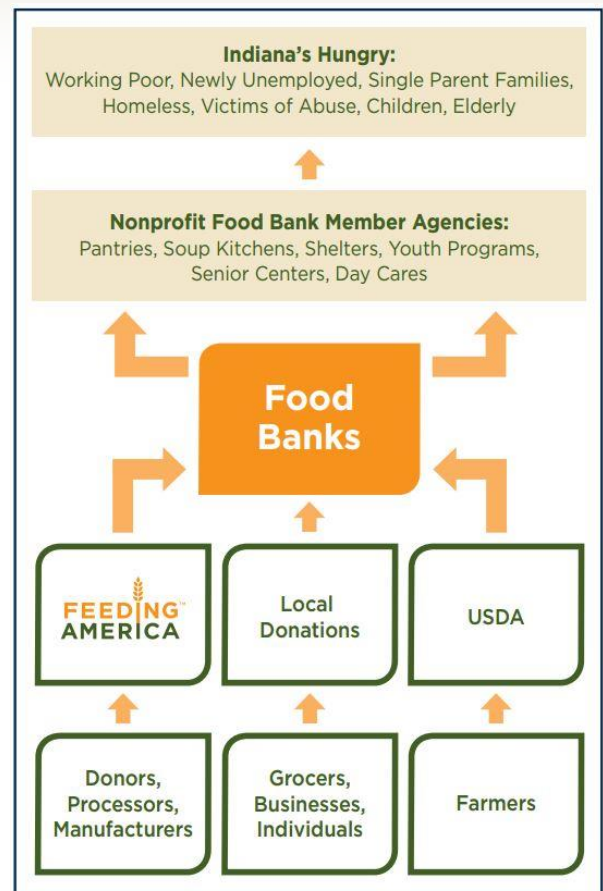 Indiana's Hungry:
Working Poor, Newly Unemployed, Single Parent Families,
Homeless, Victims of Abuse, Children, Elderly
Nonprofit Food Bank Member Agencies:
Pantries, Soup Kitchens, Shelters, Youth Programs,
Senior Centers, Day Cares
Food
Banks
FEEDING™
AMERICA
Local
Donations
USDA
Donors,
Processors,
Manufacturers
Grocers,
Businesses,
Individuals
Farmers